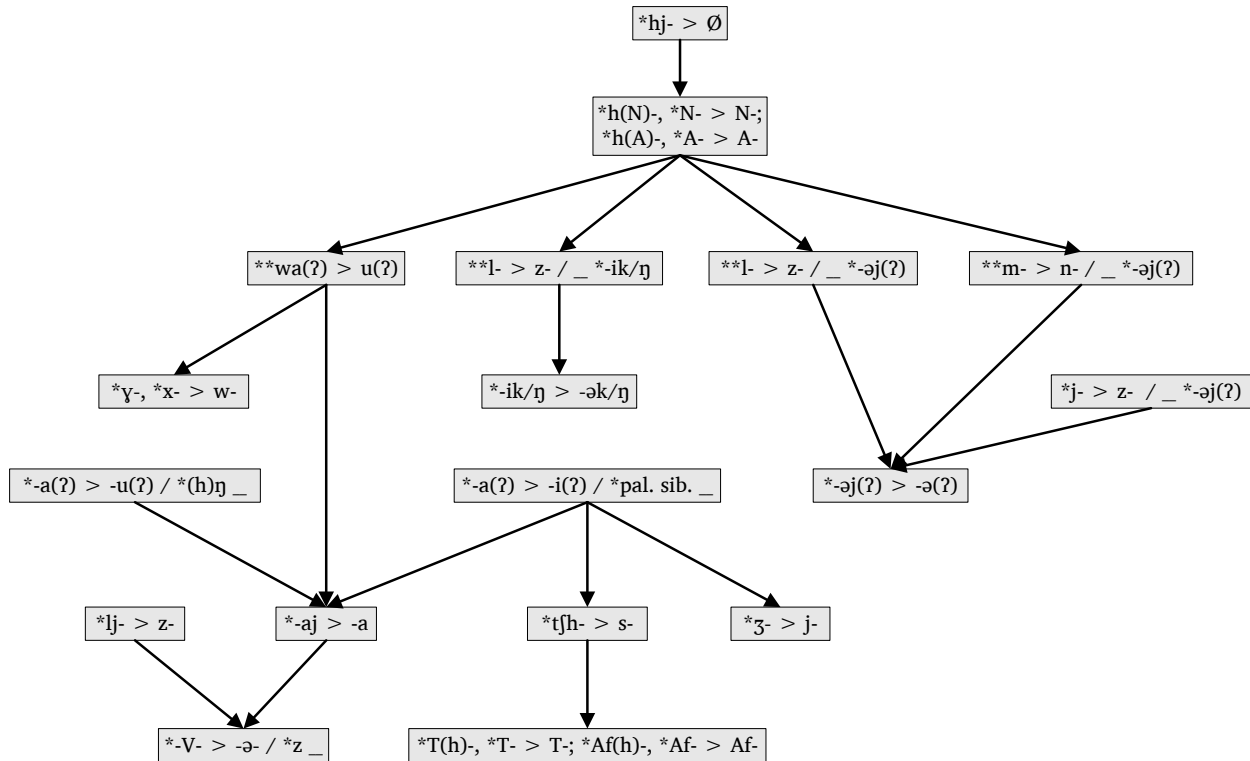 *hj- > Ø
*h(N)-, *N- > N-;
*h(A)-, *A- > A-
**wa(ʔ) > u(ʔ)
**l- > z- / _ *-ik/ŋ
**l- > z- / _ *-əj(ʔ)
**m- > n- / _ *-əj(ʔ)
*ɣ-, *x- > w-
*-ik/ŋ > -ək/ŋ
*j- > z- / _ *-əj(ʔ)
*-a(ʔ) > -u(ʔ) / *(h)ŋ _
*-a(ʔ) > -i(ʔ) / *pal. sib. _
*-əj(ʔ) > -ə(ʔ)
*lj- > z-
*-aj > -a
*tʃh- > s-
*ʒ- > j-
*-V- > -ə- / *z _
*T(h)-, *T- > T-; *Af(h)-, *Af- > Af-